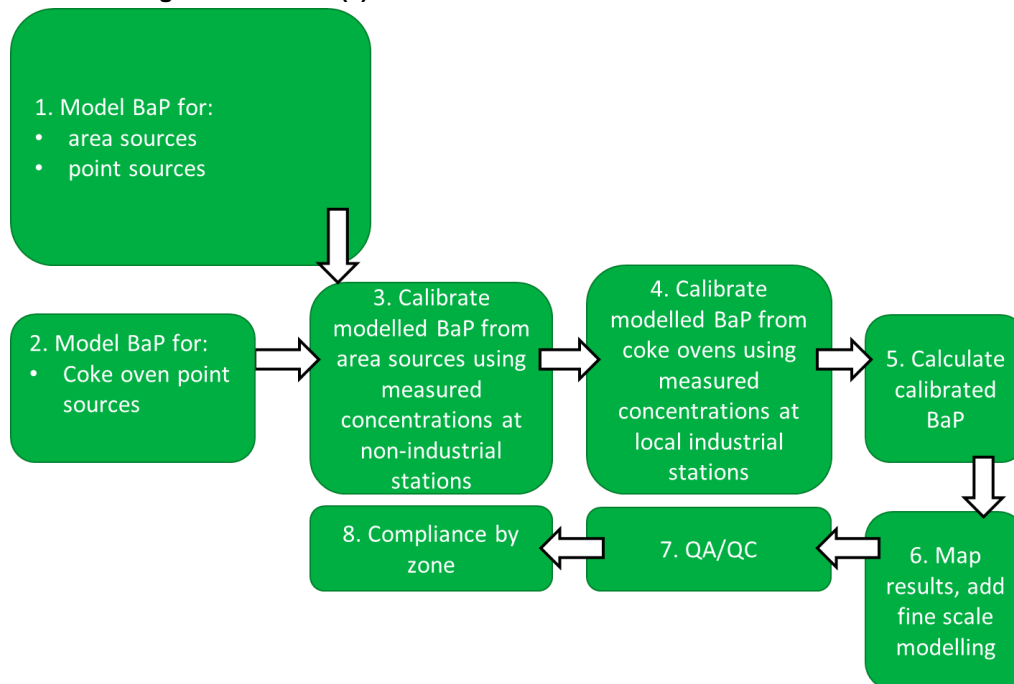 1. Model BaP for:
• area sources
• point sources
2. Model BaP for:
• Coke oven point
sources
3. Calibrate
modelled BaP from
area sources using
measured
concentrations at
non-industrial
stations
4. Calibrate
modelled BaP from
coke ovens using
measured
concentrations at
local industrial
stations
5. Calculate
calibrated
BaP
6. Map
results, add
fine scale
modelling
7. QA/QC
8. Compliance by
zone